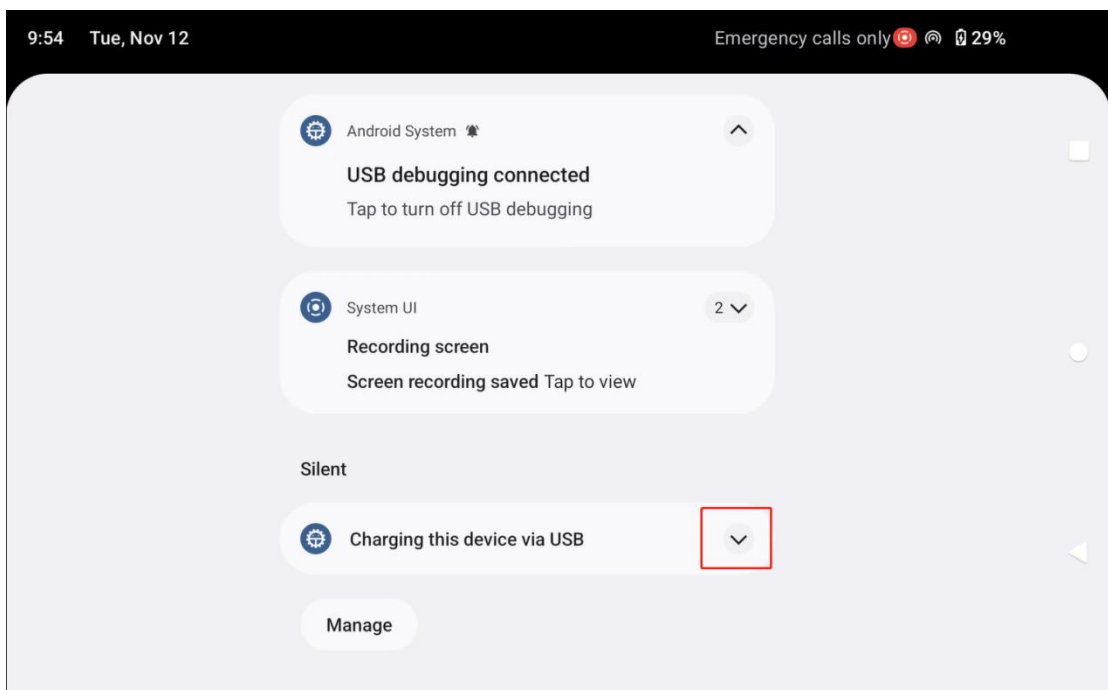 9:54 Tue, Nov 12 Emergency calls only 29%
Android System
USB debugging connected
Tap to turn off USB debugging
System UI 2
Recording screen
Screen recording saved Tap to view
Silent
Charging this device via USB
Manage